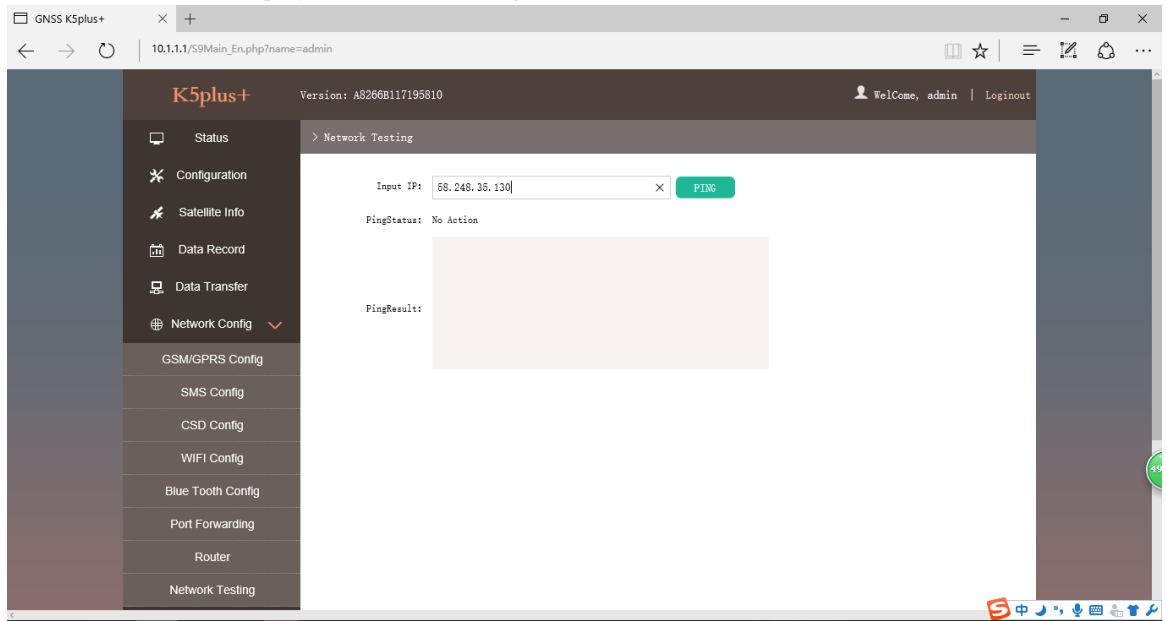 GNSS K5plus+
10.1.1.1/S9Main_En.php?name=admin
K5plus+
Version: A8266B117195810
WelCome, admin | Loginout
Status
> Network Testing
Configuration
Input IP: 58.248.35.130 PING
Satellite Info
PingStatus: No Action
Data Record
Data Transfer
PingResult:
Network Config
GSM/GPRS Config
SMS Config
CSD Config
WIFI Config
49
Blue Tooth Config
Port Forwarding
Router
Network Testing
S 中